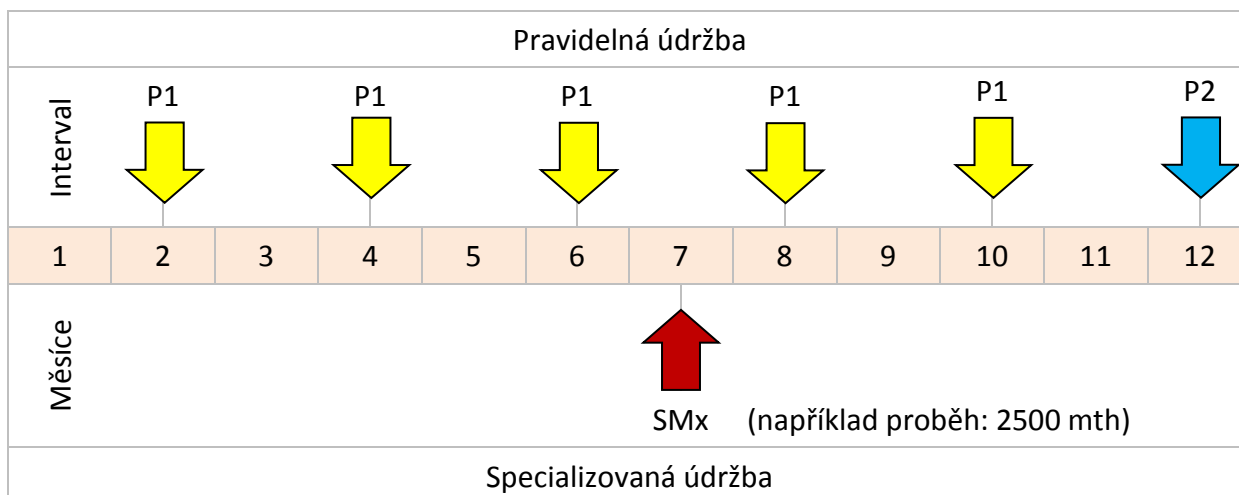 Pravidelná údržba
Interval
P1 P1 P1 P1 P1 P2
1 2 3 4 5 6 7 8 9 10 11 12
Měsíce
SMx (například proběh: 2500 mth)
Specializovaná údržba